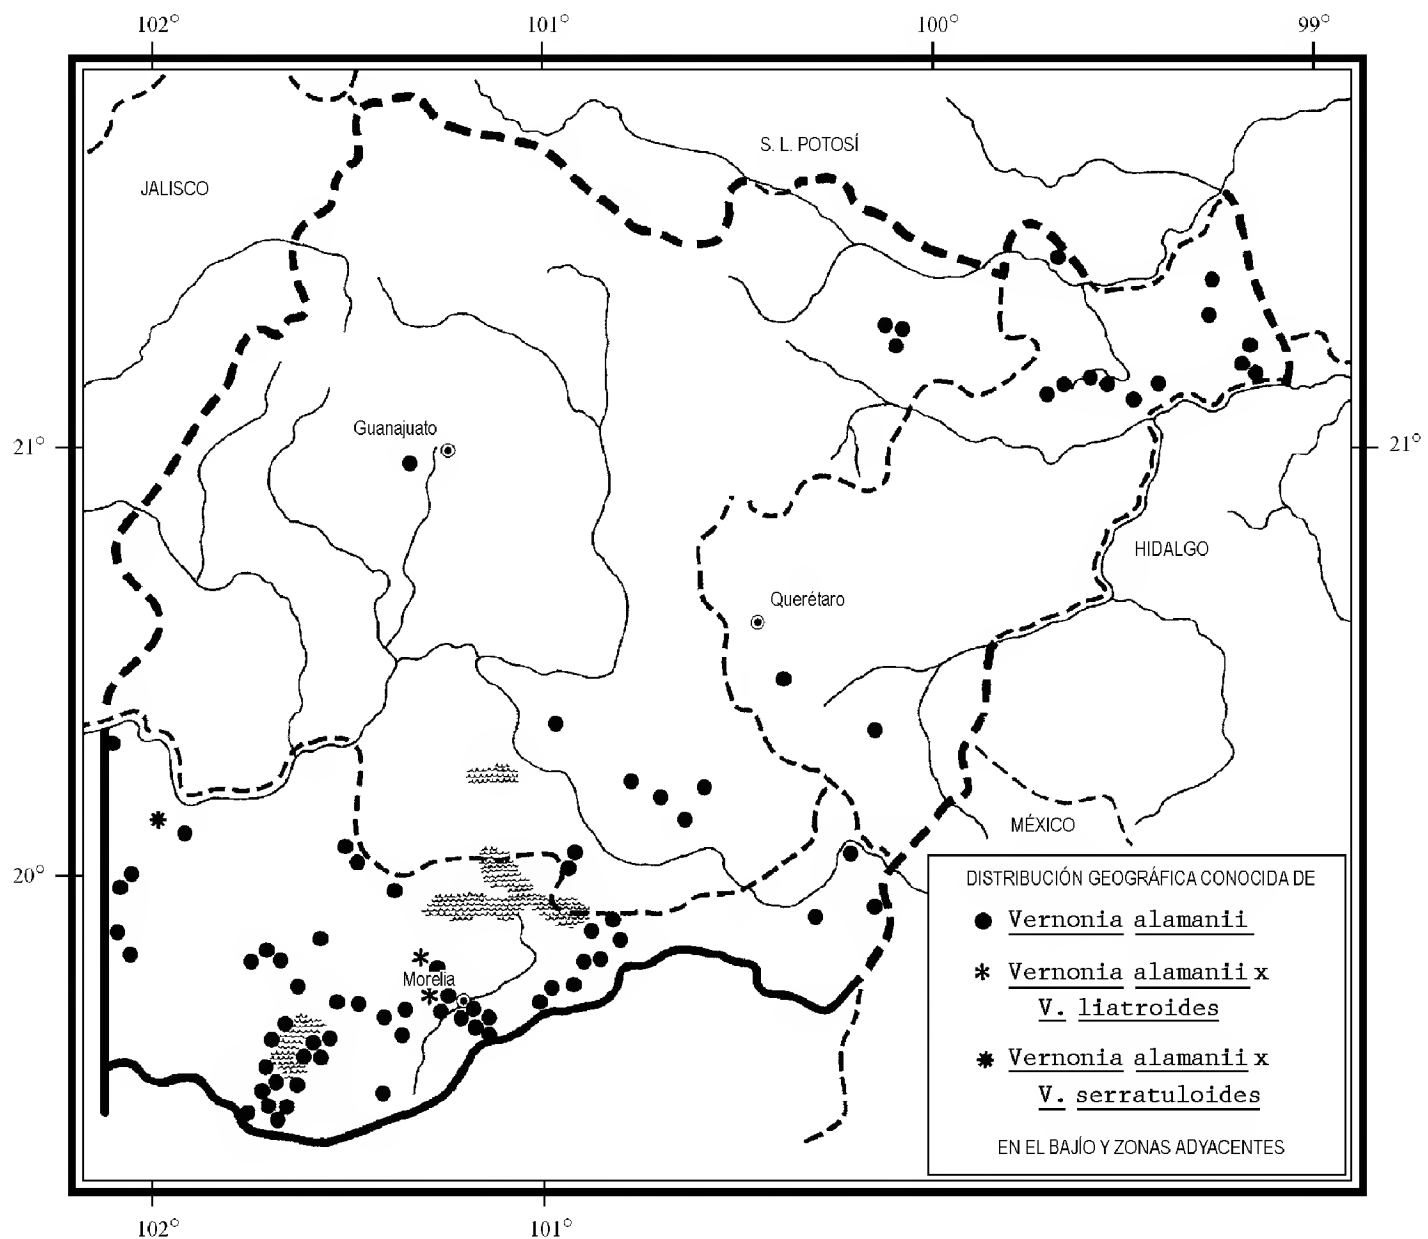 102° 101° 100° 99°
S. L. POTOSÍ
JALISCO
Guanajuato
21° 21°
HIDALGO
Querétaro
MÉXICO
20°
Morelia
DISTRIBUCIÓN GEOGRÁFICA CONOCIDA DE
Vernonia alamanii
Vernonia alamanii x
V. liatroides
Vernonia alamanii x
V. serratuloides
EN EL BAJÍO Y ZONAS ADYACENTES
102° 101°